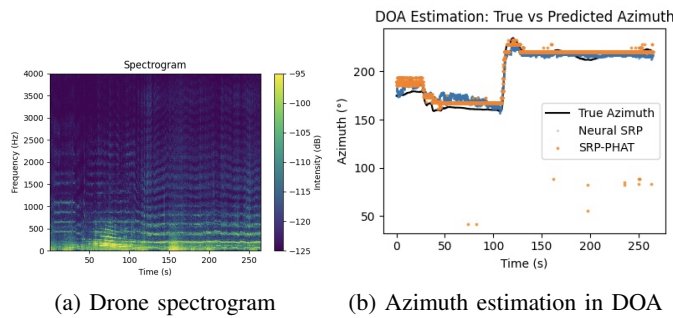 Spectrogram
Frequency (Hz)
4000
3500
3000
2500
2000
1500
1000
500
0
50
100
150
200
250
Time (s)
−95
−100
−105
−110
−115
−120
−125
Intensity (dB)
(a) Drone spectrogram
DOA Estimation: True vs Predicted Azimuth
Azimuth (°)
200
150
100
50
True Azimuth
Neural SRP
SRP-PHAT
0
50
100
150
200
250
Time (s)
(b) Azimuth estimation in DOA